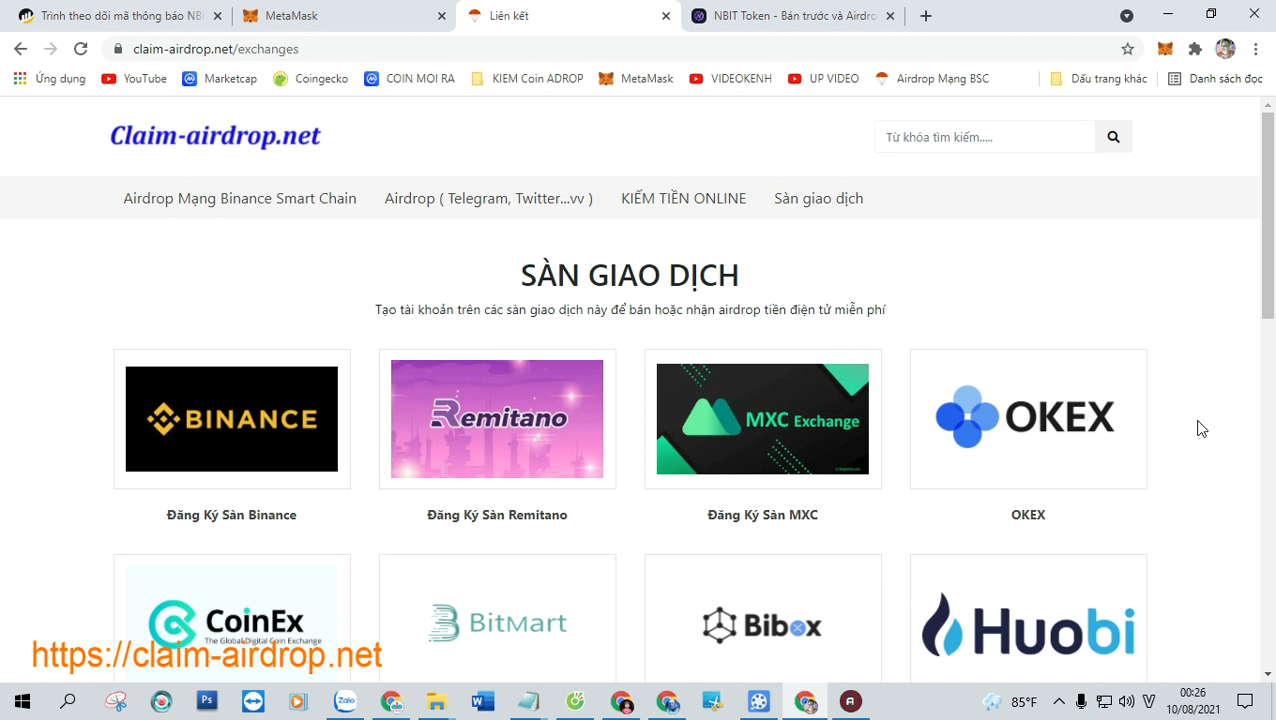 Trình theo dõi mã thông báo NB
MetaMask
Liên kết
NBIT Token - Bán trước và Airdro
claim-airdrop.net/exchanges
Ứng dụng
YouTube
Marketcap
Coingecko
COIN MOI RA
KIEM Coin ADROP
MetaMask
VIDEOKENH
UP VIDEO
Airdrop Mạng BSC
Dấu trang khác
Danh sách đọc
Claim-airdrop.net
Từ khóa tìm kiếm.....
Airdrop Mạng Binance Smart Chain
Airdrop ( Telegram, Twitter...vv )
KIẾM TIỀN ONLINE
Sàn giao dịch
SÀN GIAO DỊCH
Tạo tài khoản trên các sàn giao dịch này để bán hoặc nhận airdrop tiền điện tử miễn phí
BINANCE
Remitano
MXC Exchange
OKEX
Đăng Ký Sàn Binance
Đăng Ký Sàn Remitano
Đăng Ký Sàn MXC
OKEX
CoinEx
The Global Digital Coin Exchange
BitMart
Bibox
Huobi
https://claim-airdrop.net
Ps
Zalo
85°F
00:26
10/08/2021